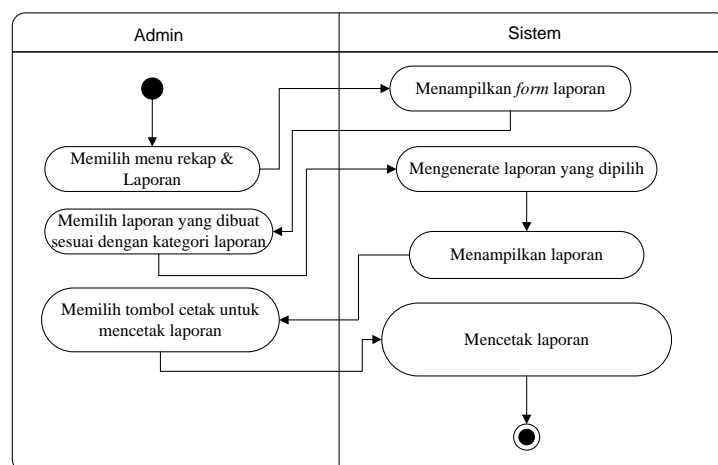 Admin
Sistem
Menampilkan form laporan
Memilih menu rekap &
Laporan
Mengenerate laporan yang dipilih
Memilih laporan yang dibuat
sesuai dengan kategori laporan
Menampilkan laporan
Memilih tombol cetak untuk
mencetak laporan
Mencetak laporan